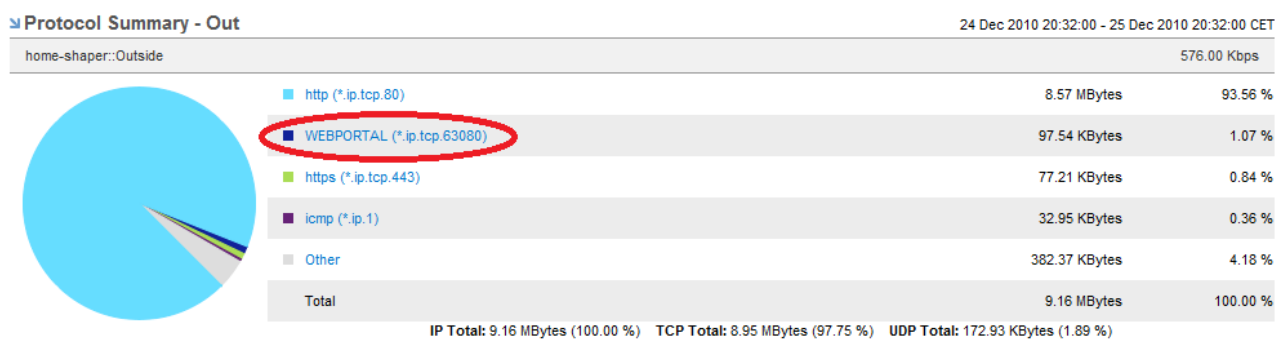 Protocol Summary - Out 24 Dec 2010 20:32:00 - 25 Dec 2010 20:32:00 CET
home-shaper::Outside 576.00 Kbps
http (*.ip.tcp.80) 8.57 MBytes 93.56 %
WEBPORTAL (*.ip.tcp.63080) 97.54 KBytes 1.07 %
https (*.ip.tcp.443) 77.21 KBytes 0.84 %
icmp (*.ip.1) 32.95 KBytes 0.36 %
Other 382.37 KBytes 4.18 %
Total 9.16 MBytes 100.00 %
IP Total: 9.16 MBytes (100.00 %) TCP Total: 8.95 MBytes (97.75 %) UDP Total: 172.93 KBytes (1.89 %)